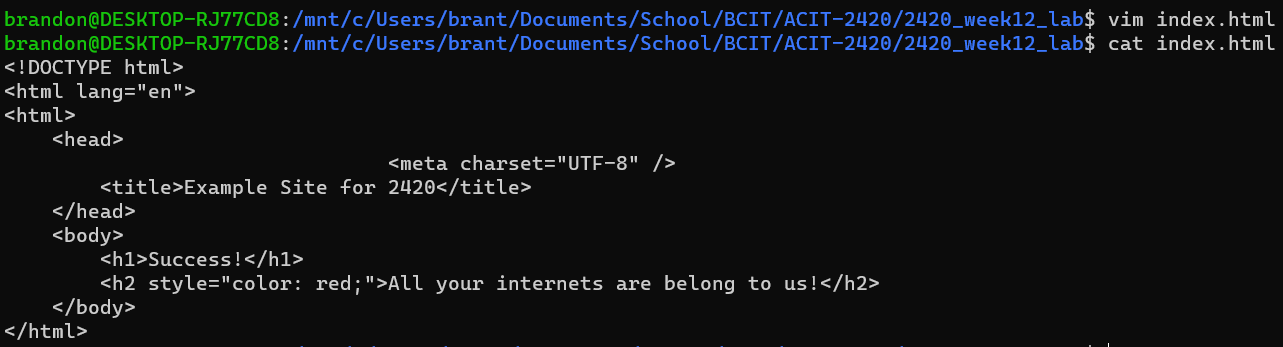 brandon@DESKTOP-RJ77CD8:/mnt/c/Users/brant/Documents/School/BCIT/ACIT-2420/2420_week12_lab$ vim index.html
brandon@DESKTOP-RJ77CD8:/mnt/c/Users/brant/Documents/School/BCIT/ACIT-2420/2420_week12_lab$ cat index.html
<!DOCTYPE html>
<html lang="en">
<html>
    <head>
                                <meta charset="UTF-8" />
        <title>Example Site for 2420</title>
    </head>
    <body>
        <h1>Success!</h1>
        <h2 style="color: red;">All your internets are belong to us!</h2>
    </body>
</html>